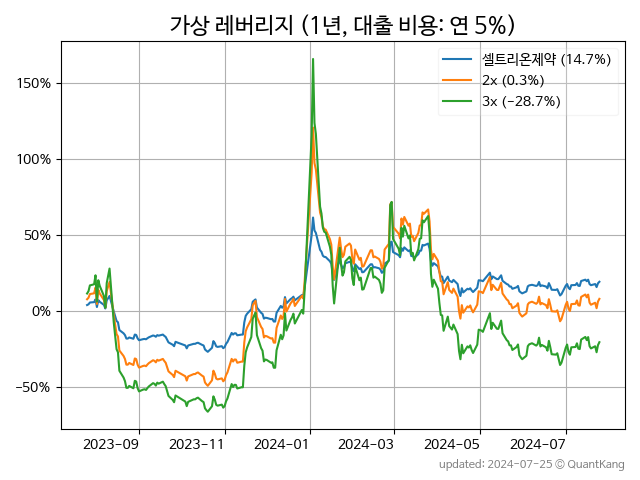 가상 레버리지 (1년, 대출 비용: 연 5%)
셀트리온제약 (14.7%)
2x (0.3%)
3x (-28.7%)
150%
100%
50%
0%
-50%
2023-09 2023-11 2024-01 2024-03 2024-05 2024-07
updated: 2024-07-25 © QuantKang